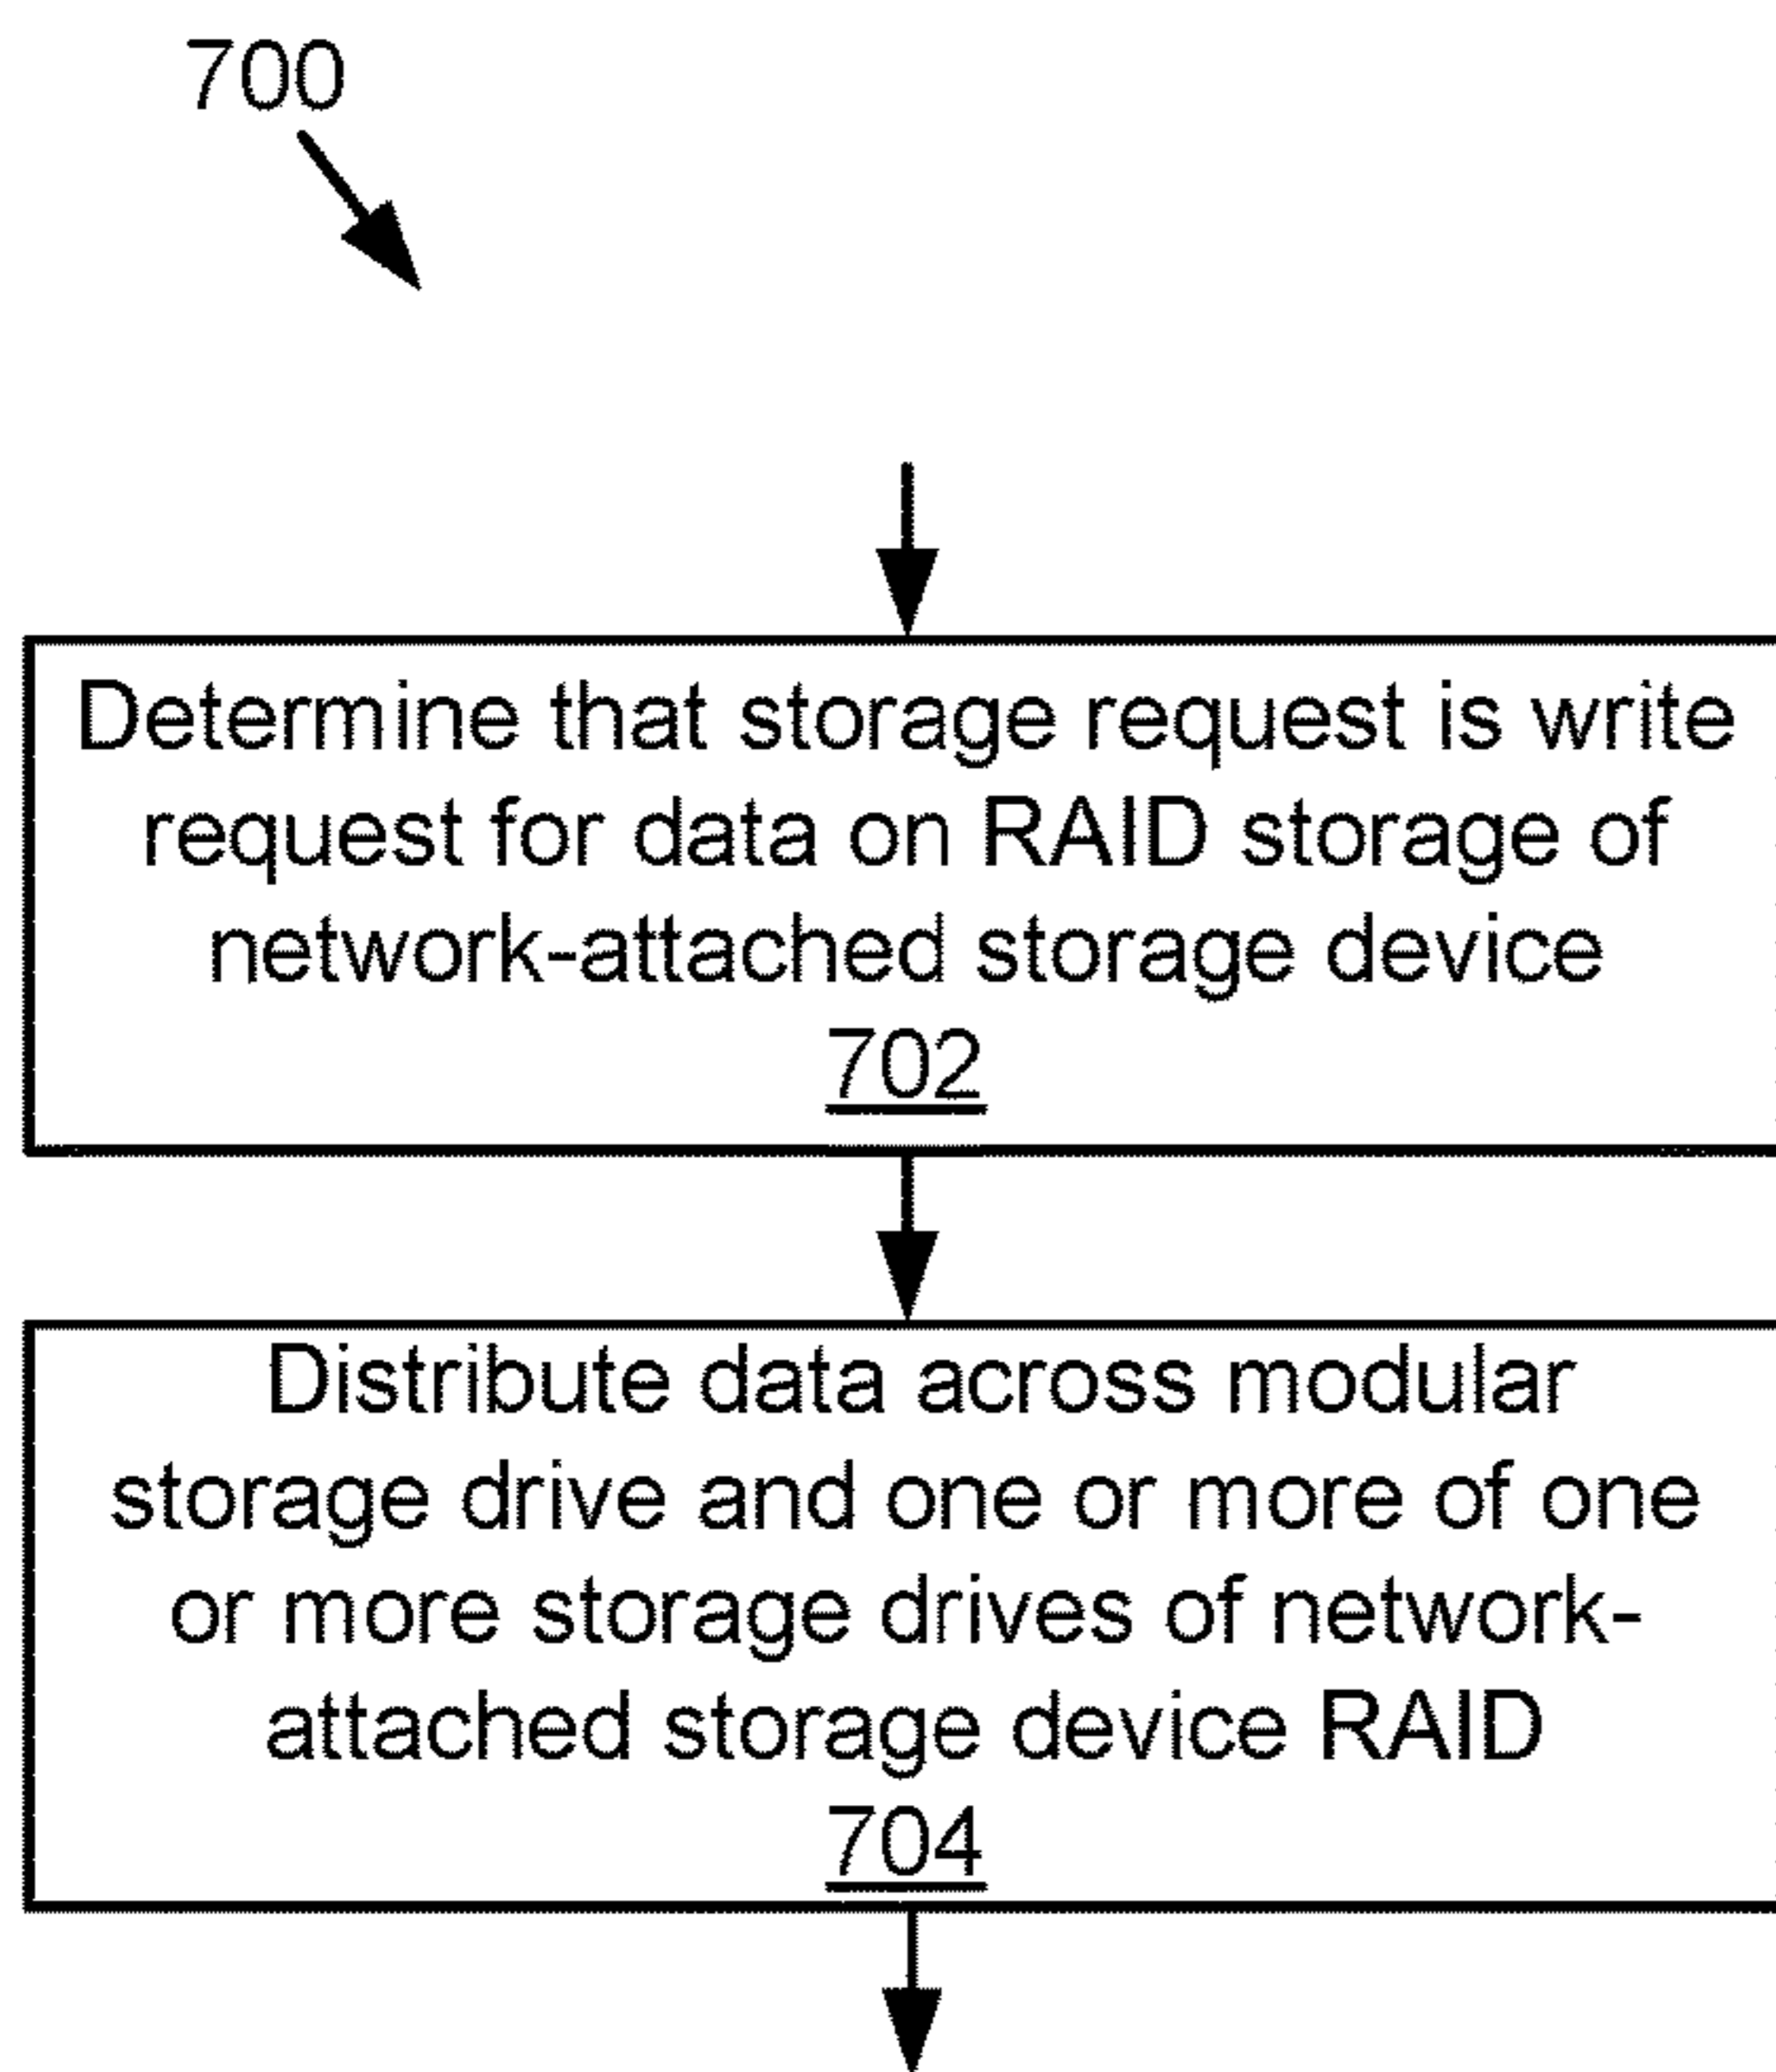 700
Determine that storage request is write
request for data on RAID storage of
network-attached storage device
702
Distribute data across modular
storage drive and one or more of one
or more storage drives of network-
attached storage device RAID
704